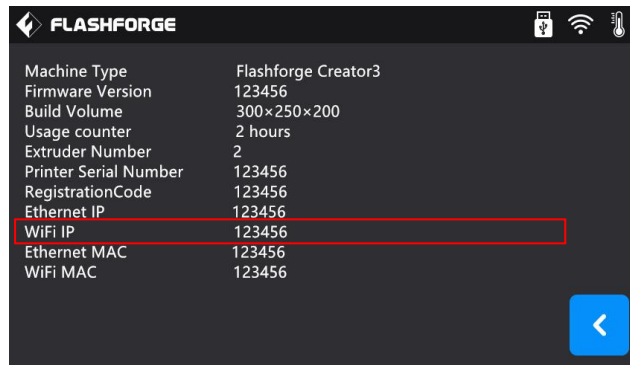 FLASHFORGE
Machine Type Flashforge Creator3
Firmware Version 123456
Build Volume 300×250×200
Usage counter 2 hours
Extruder Number 2
Printer Serial Number 123456
RegistrationCode 123456
Ethernet IP 123456
WiFi IP 123456
Ethernet MAC 123456
WiFi MAC 123456